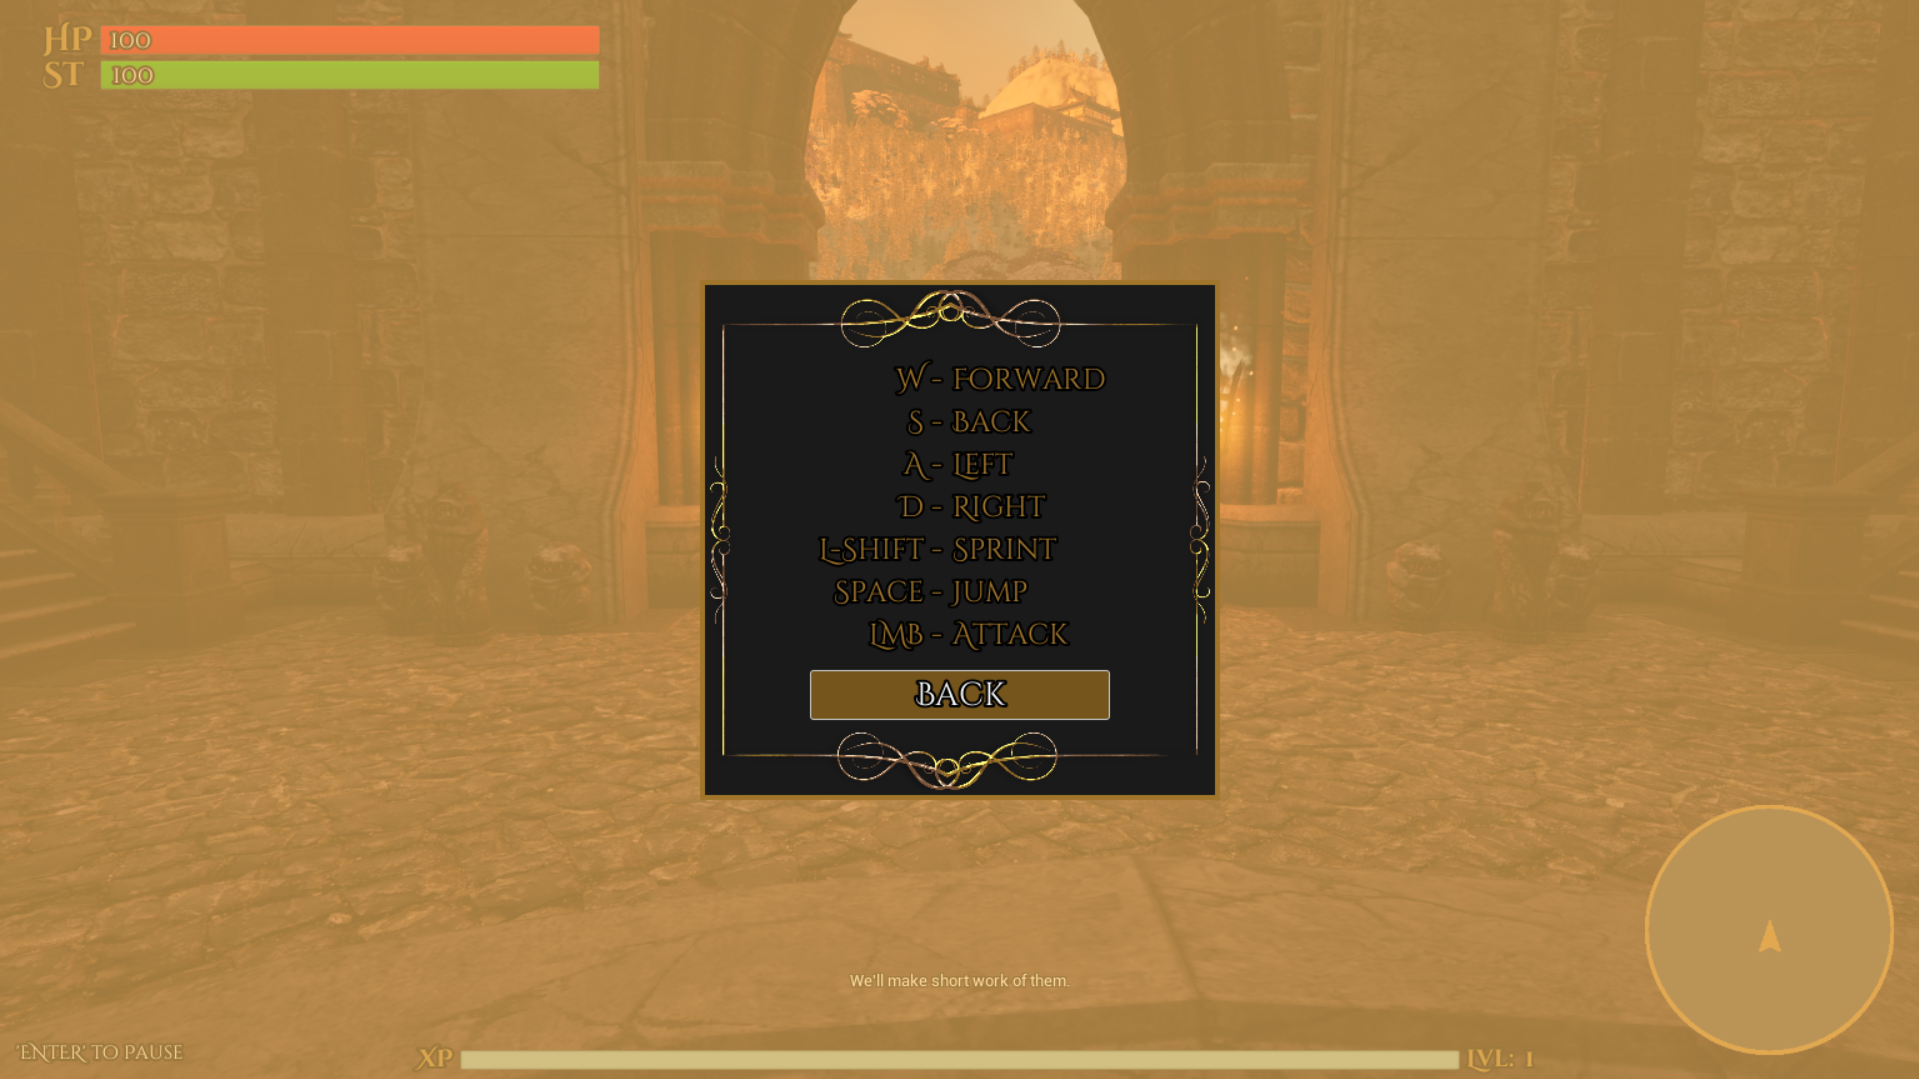 HP 100
ST 100
W - FORWARD
S - BACK
A - LEFT
D - RIGHT
L-SHIFT - SPRINT
SPACE - JUMP
LMB - ATTACK
BACK
We'll make short work of them.
'ENTER' TO PAUSE
XP LVL: 1